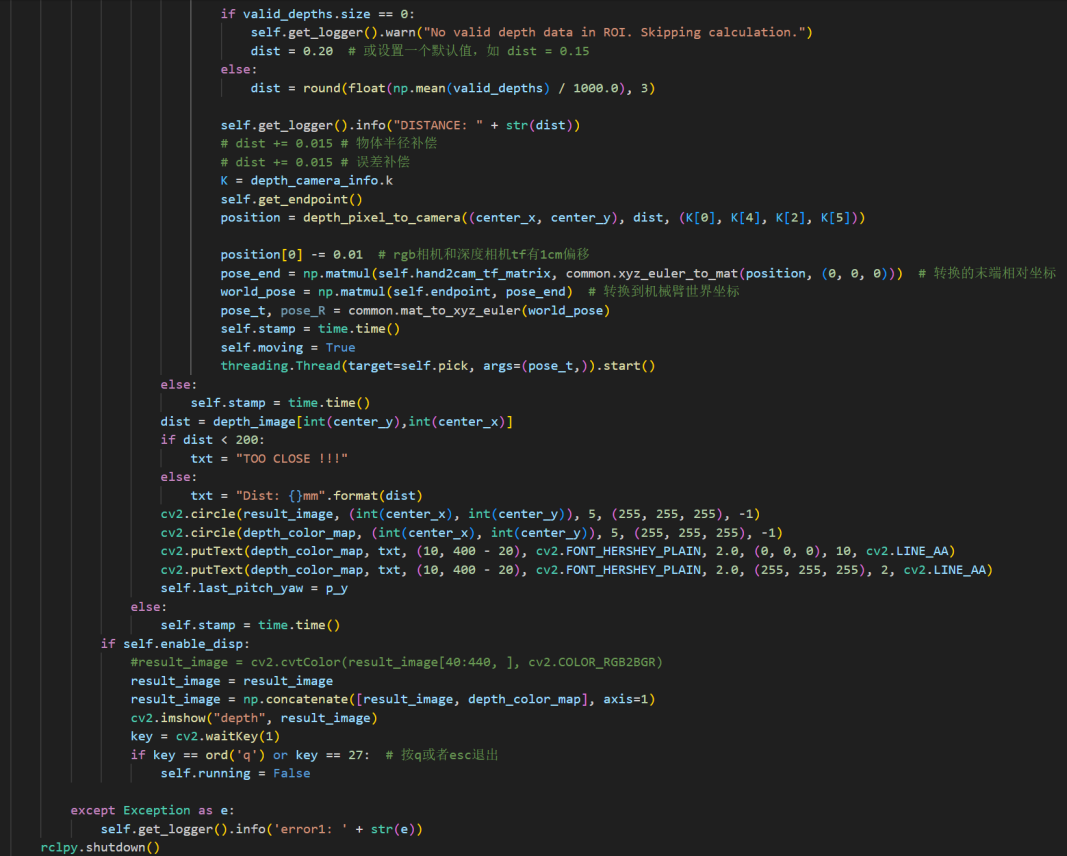 if valid_depths.size == 0:
self.get_logger().warn("No valid depth data in ROI. Skipping calculation.")
dist = 0.20  # 或设置一个默认值，如 dist = 0.15
else:
dist = round(float(np.mean(valid_depths) / 1000.0), 3)
self.get_logger().info("DISTANCE: " + str(dist))
# dist += 0.015 # 物体半径补偿
# dist += 0.015 # 误差补偿
K = depth_camera_info.k
self.get_endpoint()
position = depth_pixel_to_camera((center_x, center_y), dist, (K[0], K[4], K[2], K[5]))
position[0] -= 0.01  # rgb相机和深度相机tf有1cm偏移
pose_end = np.matmul(self.hand2cam_tf_matrix, common.xyz_euler_to_mat(position, (0, 0, 0)))  # 转换的末端相对坐标
world_pose = np.matmul(self.endpoint, pose_end)  # 转换到机械臂世界坐标
pose_t, pose_R = common.mat_to_xyz_euler(world_pose)
self.stamp = time.time()
self.moving = True
threading.Thread(target=self.pick, args=(pose_t,)).start()
else:
self.stamp = time.time()
dist = depth_image[int(center_y),int(center_x)]
if dist < 200:
txt = "TOO CLOSE !!!"
else:
txt = "Dist: {}mm".format(dist)
cv2.circle(result_image, (int(center_x), int(center_y)), 5, (255, 255, 255), -1)
cv2.circle(depth_color_map, (int(center_x), int(center_y)), 5, (255, 255, 255), -1)
cv2.putText(depth_color_map, txt, (10, 400 - 20), cv2.FONT_HERSHEY_PLAIN, 2.0, (0, 0, 0), 10, cv2.LINE_AA)
cv2.putText(depth_color_map, txt, (10, 400 - 20), cv2.FONT_HERSHEY_PLAIN, 2.0, (255, 255, 255), 2, cv2.LINE_AA)
self.last_pitch_yaw = p_y
else:
self.stamp = time.time()
if self.enable_disp:
#result_image = cv2.cvtColor(result_image[40:440, ], cv2.COLOR_RGB2BGR)
result_image = result_image
result_image = np.concatenate([result_image, depth_color_map], axis=1)
cv2.imshow("depth", result_image)
key = cv2.waitKey(1)
if key == ord('q') or key == 27:  # 按q或者esc退出
self.running = False
except Exception as e:
self.get_logger().info('error1: ' + str(e))
rclpy.shutdown()